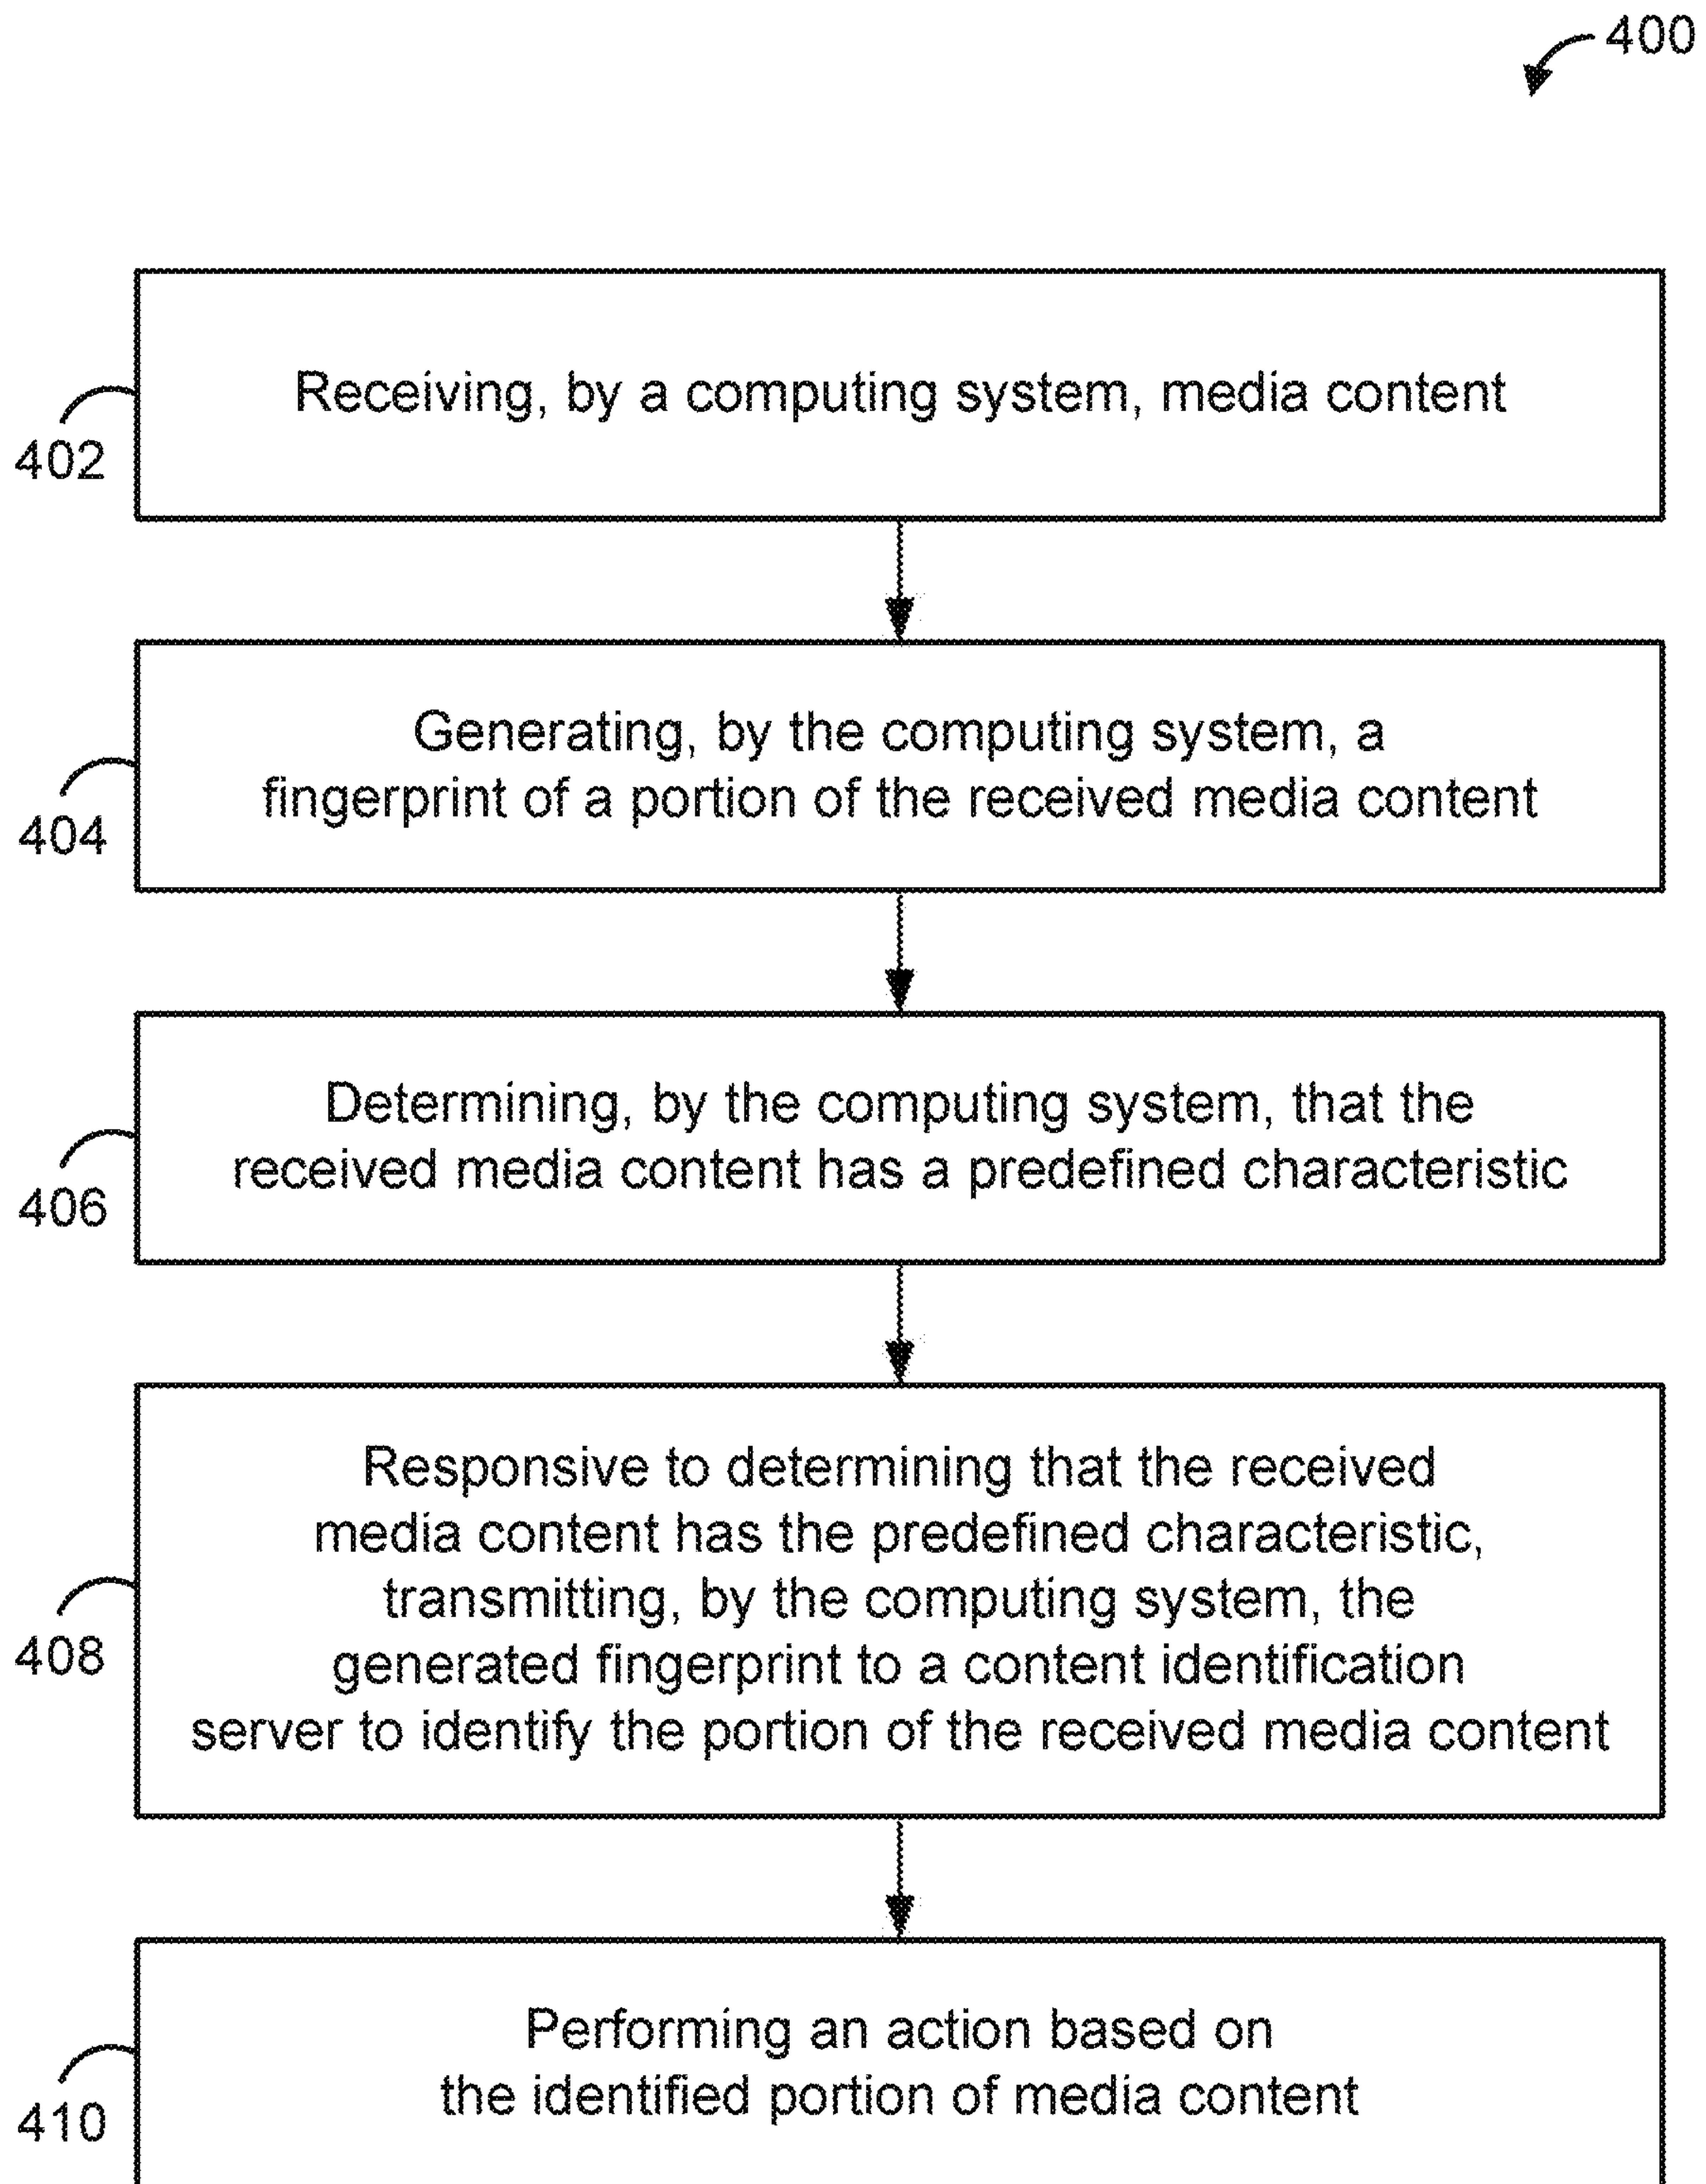 400
Receiving, by a computing system, media content
402
Generating, by the computing system, a
fingerprint of a portion of the received media content
404
Determining, by the computing system, that the
received media content has a predefined characteristic
406
Responsive to determining that the received
media content has the predefined characteristic,
transmitting, by the computing system, the
generated fingerprint to a content identification
server to identify the portion of the received media content
408
Performing an action based on
the identified portion of media content
410